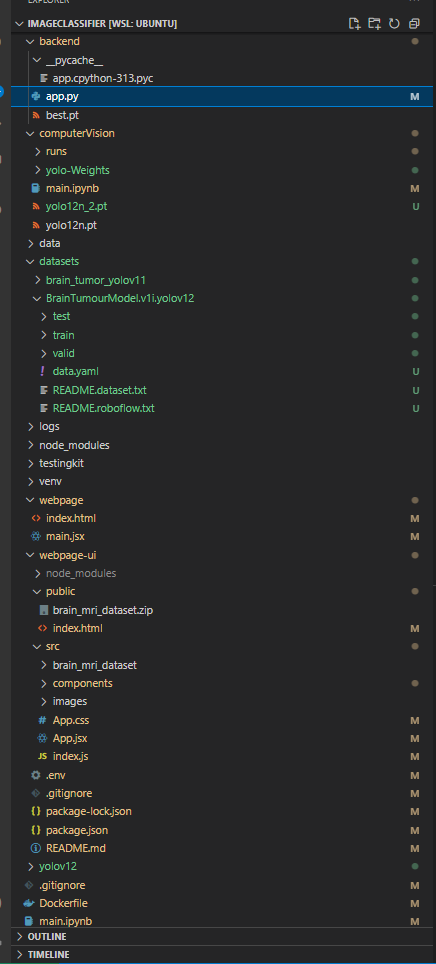 EXPLORER
IMAGECLASSIFIER [WSL: UBUNTU]
backend
__pycache__
app.cpython-313.pyc
app.py M
best.pt
computerVision
runs
yolo-Weights
main.ipynb M
yolo12n_2.pt U
yolo12n.pt
data
datasets
brain_tumor_yolov11
BrainTumourModel.v1i.yolov12
test
train
valid
! data.yaml U
README.dataset.txt U
README.roboflow.txt U
logs
node_modules
testingkit
venv
webpage
<> index.html M
main.jsx M
webpage-ui
node_modules
public
brain_mri_dataset.zip
<> index.html M
src
brain_mri_dataset
components
images
# App.css M
App.jsx M
JS index.js M
.env M
.gitignore M
{} package-lock.json M
{} package.json M
README.md M
yolov12
.gitignore M
Dockerfile M
main.ipynb M
OUTLINE
TIMELINE